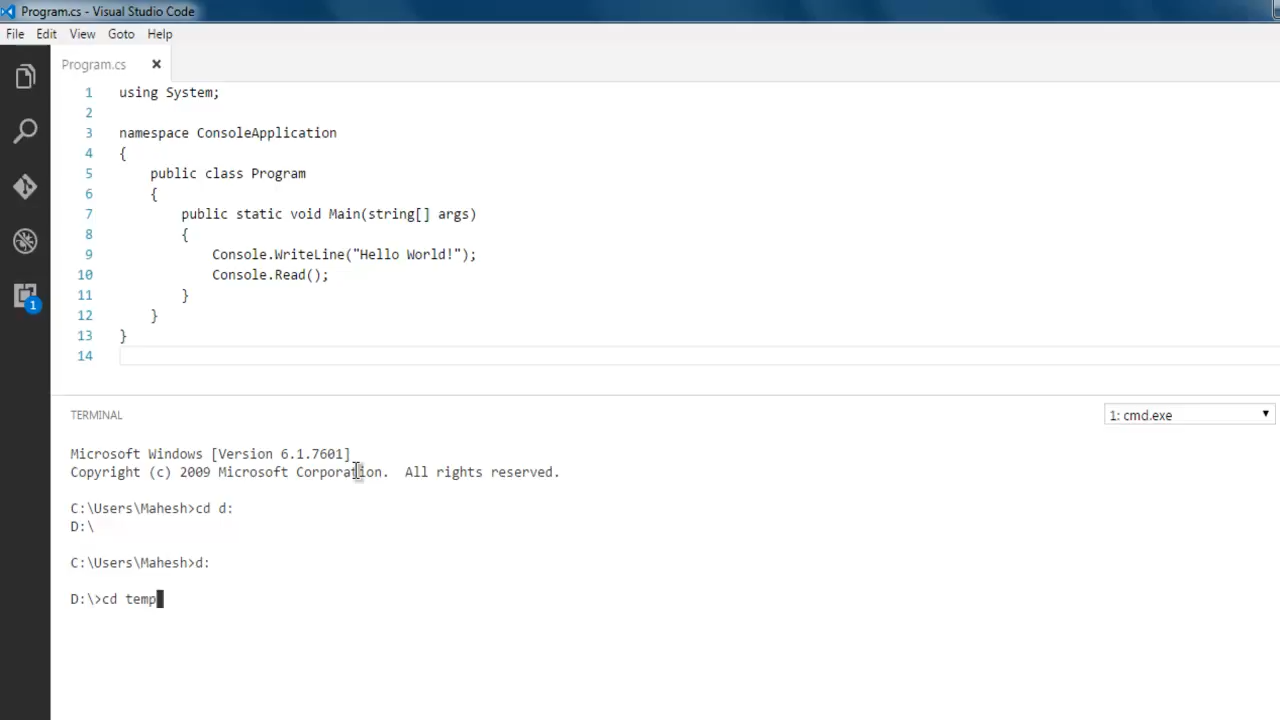 Program.cs - Visual Studio Code
File Edit View Goto Help
Program.cs ×
1 using System;
2
3 namespace ConsoleApplication
4 {
5     public class Program
6     {
7         public static void Main(string[] args)
8         {
9             Console.WriteLine("Hello World!");
10             Console.Read();
11         }
12     }
13 }
14
1
TERMINAL
1: cmd.exe
Microsoft Windows [Version 6.1.7601]
Copyright (c) 2009 Microsoft Corporation.  All rights reserved.
C:\Users\Mahesh>cd d:
D:\
C:\Users\Mahesh>d:
D:\>cd temp